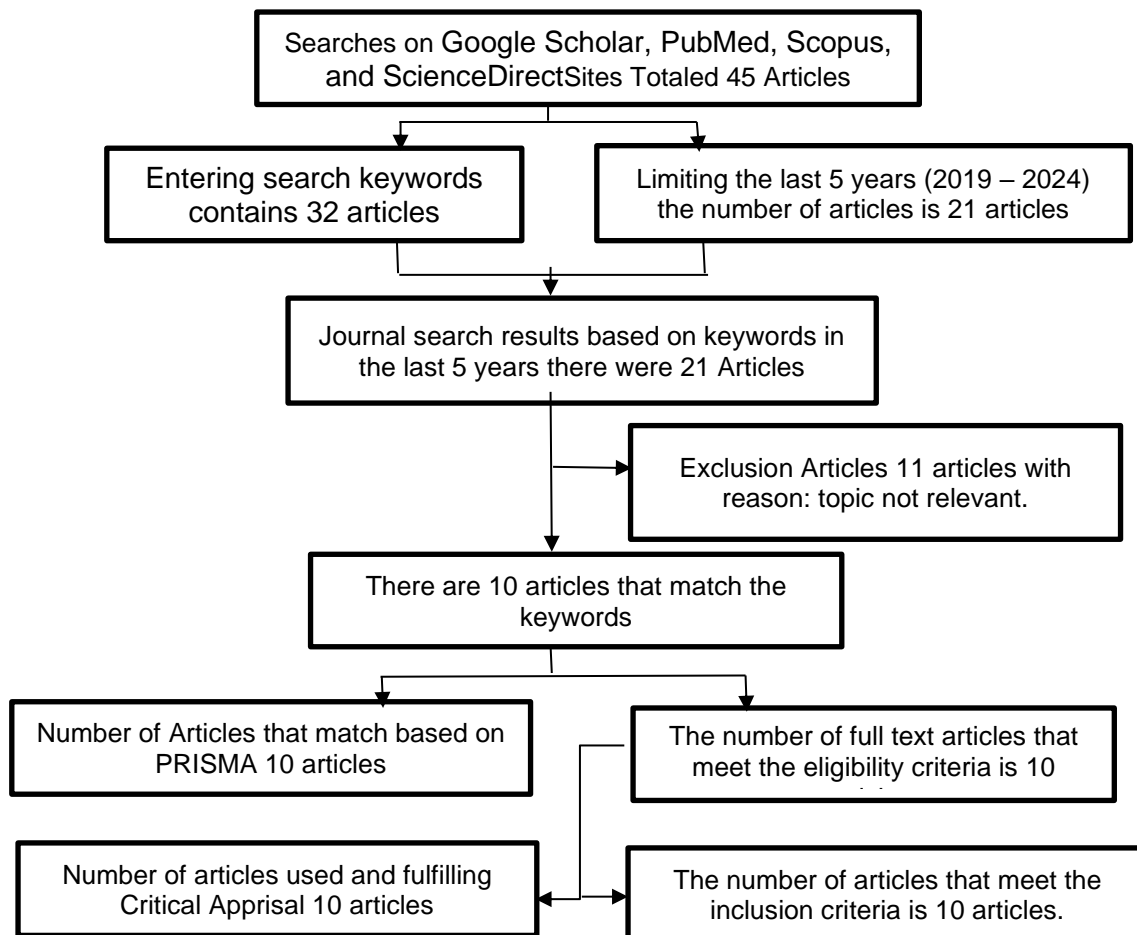 Searches on Google Scholar, PubMed, Scopus,
and ScienceDirectSites Totaled 45 Articles
Entering search keywords
contains 32 articles
Limiting the last 5 years (2019 – 2024)
the number of articles is 21 articles
Journal search results based on keywords in
the last 5 years there were 21 Articles
Exclusion Articles 11 articles with
reason: topic not relevant.
There are 10 articles that match the
keywords
Number of Articles that match based on
PRISMA 10 articles
The number of full text articles that
meet the eligibility criteria is 10
Number of articles used and fulfilling
Critical Apprisal 10 articles
The number of articles that meet the
inclusion criteria is 10 articles.